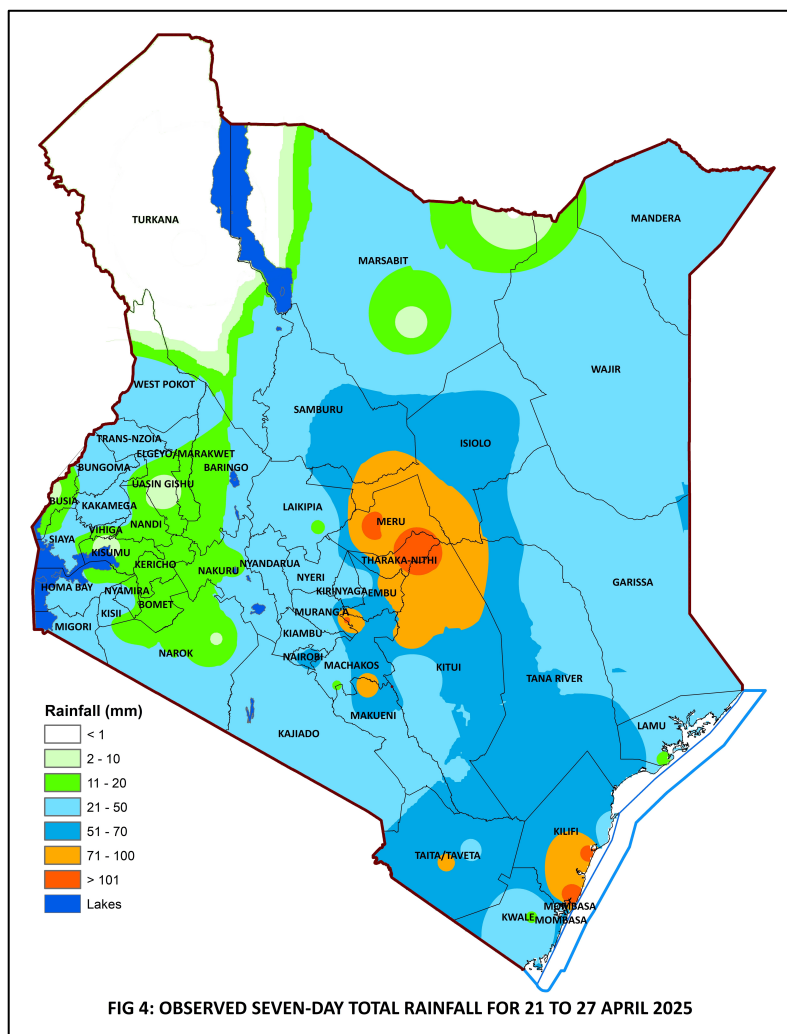 TURKANA
MANDERA
MARSABIT
WAJIR
WEST POKOT
SAMBURU
ISIOLO
TRANS-NZOIA
ELGEYO/MARAKWET
BUNGOMA
BARINGO
UASIN GISHU
BUSIA
KAKAMEGA
LAIKIPIA
MERU
NANDI
VIHIGA
SIAYA
KISUMU
THARAKA-NITHI
KERICHO
NYANDARUA
NAKURU
GARISSA
HOMA BAY
NYAMIRA
NYERI
KIRINYAGA
EMBU
BOMET
KISII
MURANG'A
MIGORI
KIAMBU
NAROK
NAIROBI
MACHAKOS
KITUI
TANA RIVER
MAKUENI
LAMU
KAJIADO
Rainfall (mm)
< 1
2 - 10
11 - 20
21 - 50
51 - 70
71 - 100
> 101
Lakes
KILIFI
TAITA/TAVETA
MOMBASA
KWALE
MOMBASA
FIG 4: OBSERVED SEVEN-DAY TOTAL RAINFALL FOR 21 TO 27 APRIL 2025